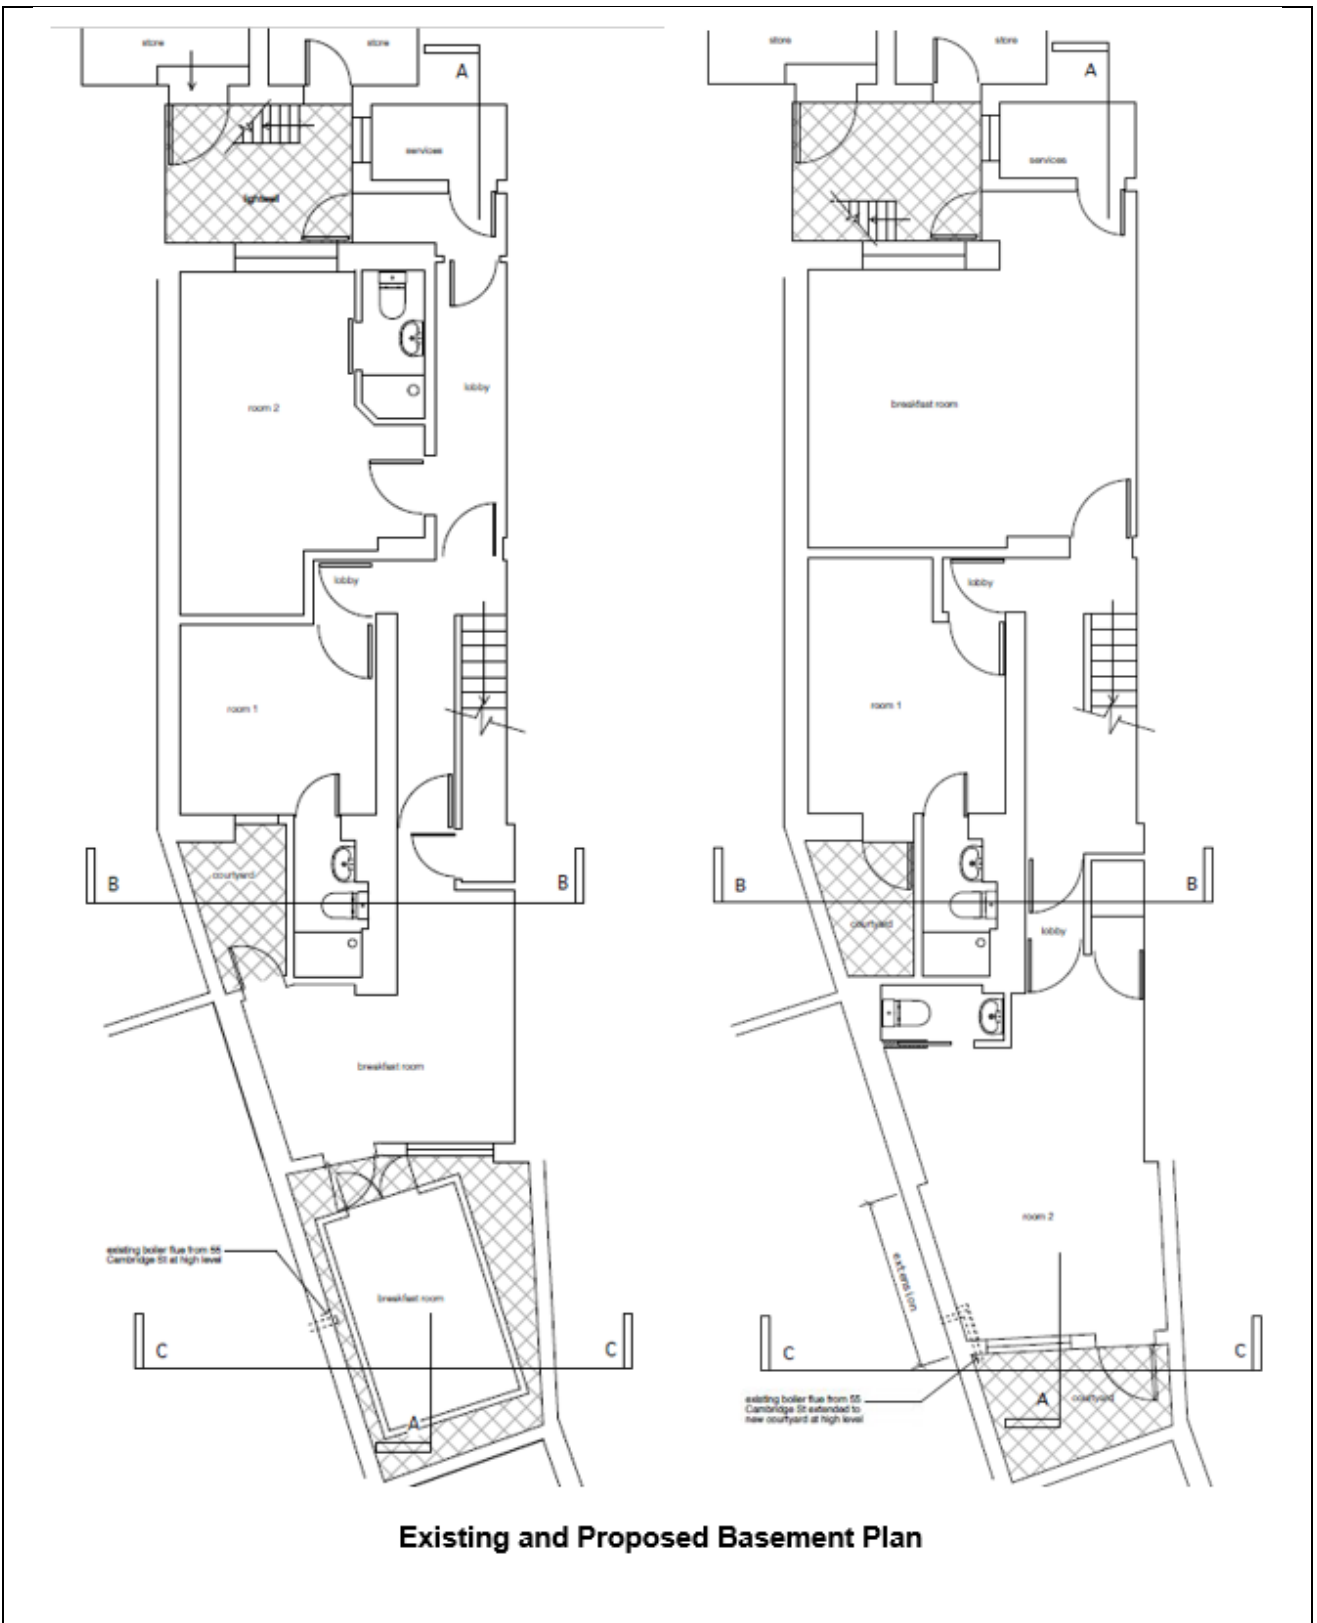 store
store
A
services
lightwell
room 2
lobby
lobby
room 1
B
B
courtyard
breakfast room
existing boiler flue from 55
Cambridge St at high level
breakfast room
C
C
A
store
store
A
services
breakfast room
lobby
room 1
B
B
courtyard
lobby
room 2
extension
C
C
existing boiler flue from 55
Cambridge St extended to
new courtyard at high level
A
courtyard
Existing and Proposed Basement Plan